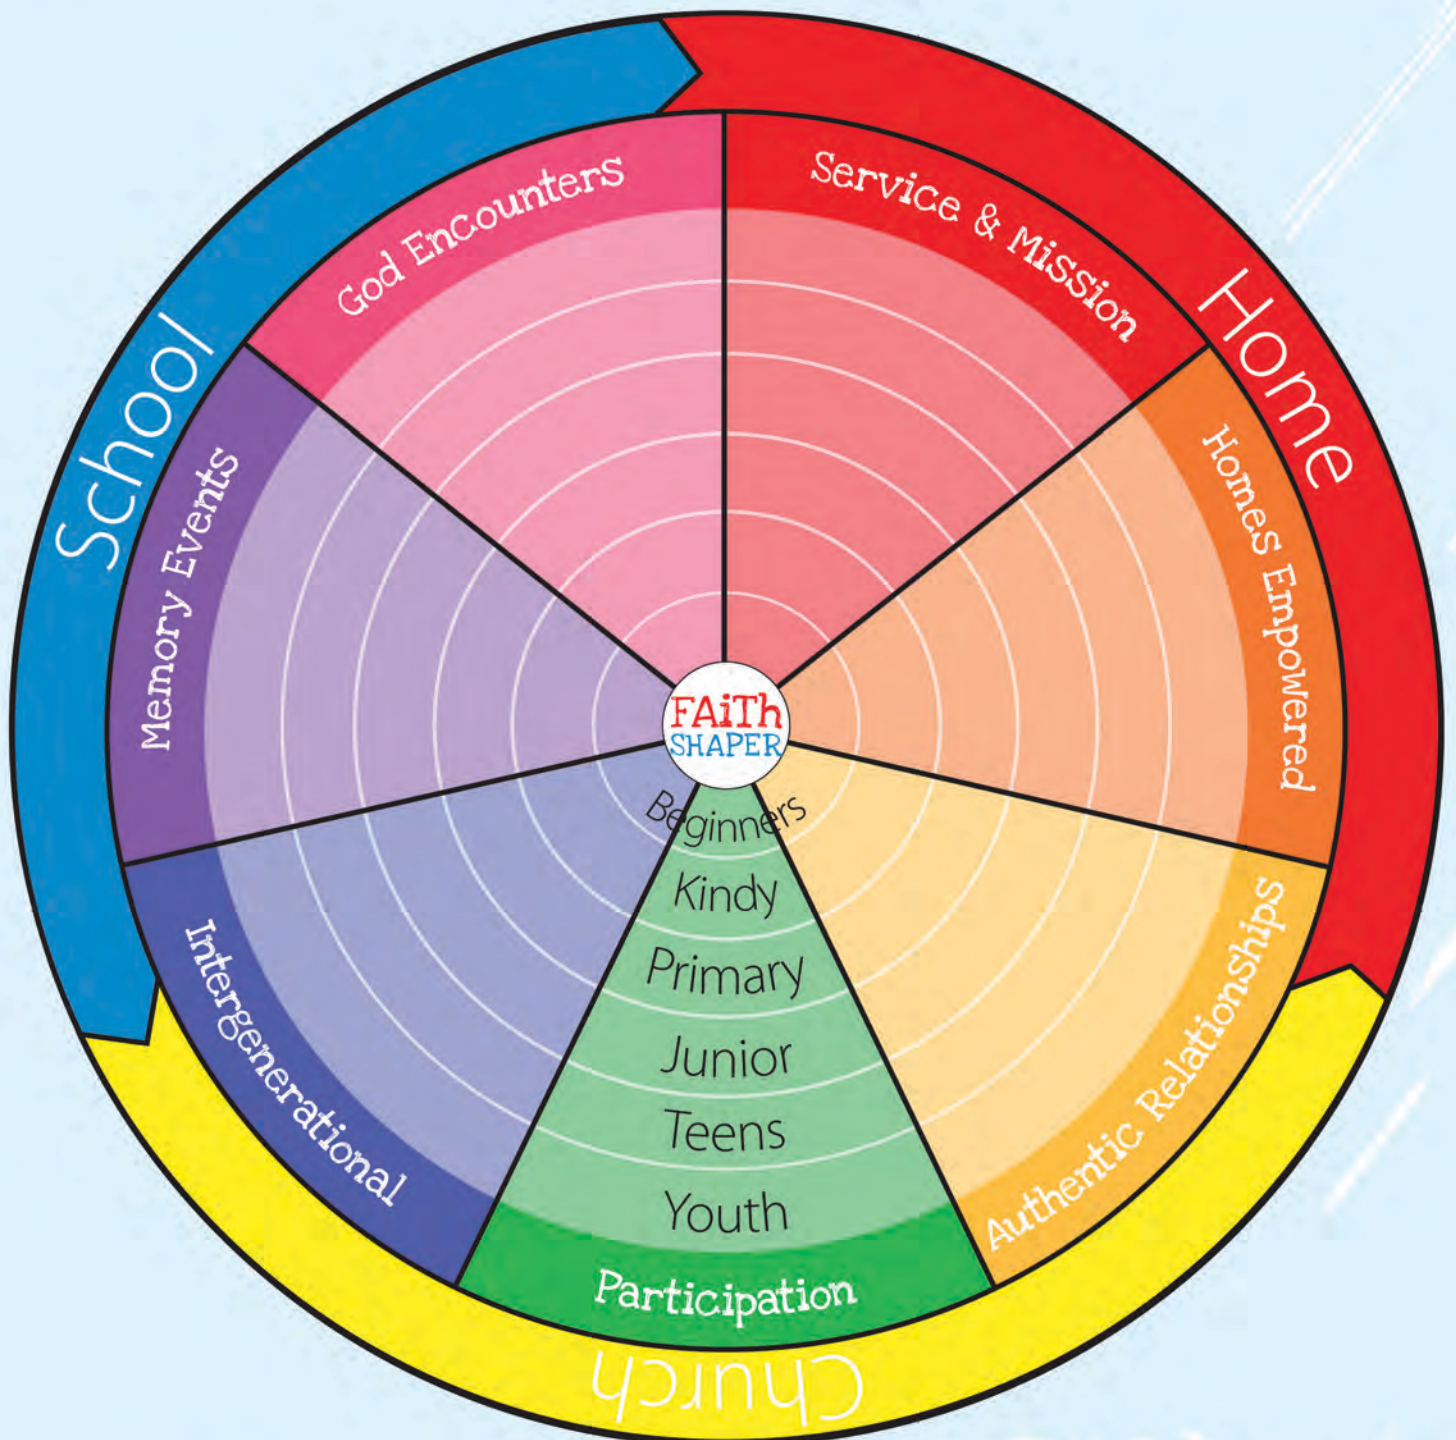 School
Home
Church
God Encounters
Service & Mission
Homes Empowered
Authentic Relationships
Participation
Intergenerational
Memory Events
FAiTh
SHAPER
Beginners
Kindy
Primary
Junior
Teens
Youth